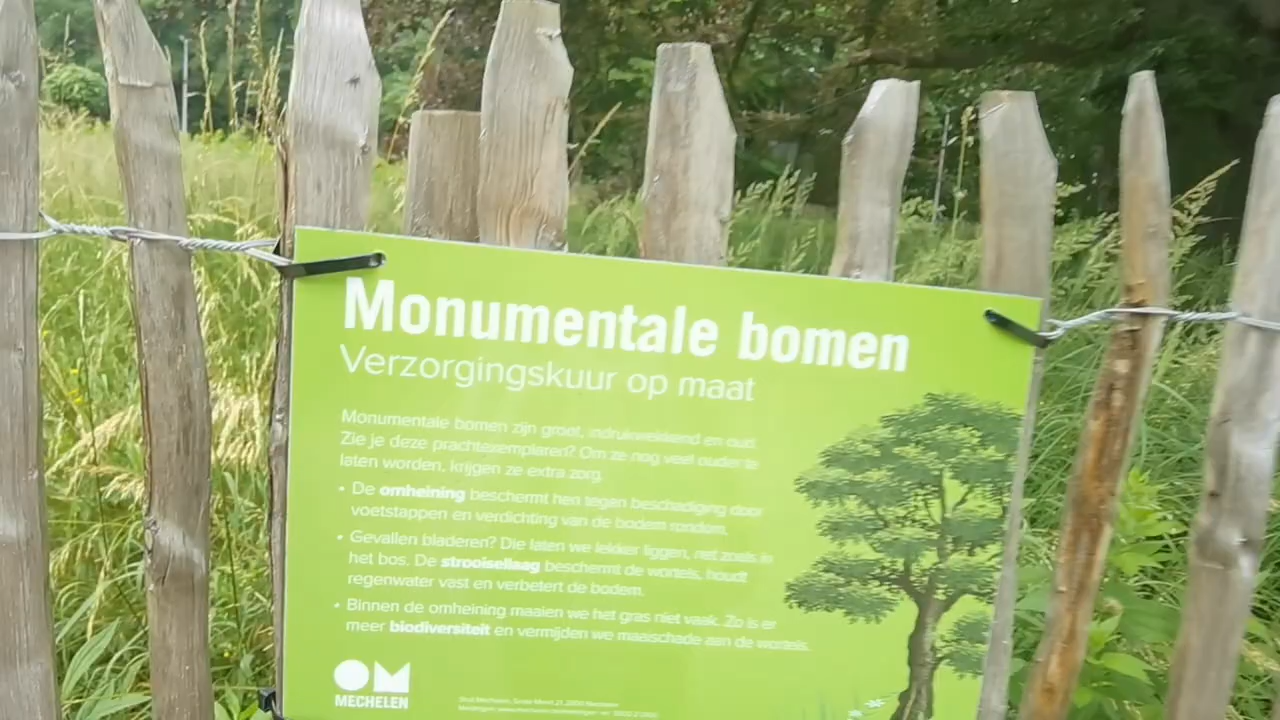 Monumentale bomen
Verzorgingskuur op maat
Monumentale bomen zijn groot, indrukwekkend en oud.
Zie je deze prachtexemplaren? Om ze nog veel ouder te
laten worden, krijgen ze extra zorg.
• De omheining beschermt hen tegen beschadiging door
voetstappen en verdichting van de bodem rondom.
• Gevallen bladeren? Die laten we lekker liggen, net zoals in
het bos. De strooisellaag beschermt de wortels, houdt
regenwater vast en verbetert de bodem.
• Binnen de omheining maaien we het gras niet vaak. Zo is er
meer biodiversiteit en vermijden we maaischade aan de wortels.
OM
MECHELEN